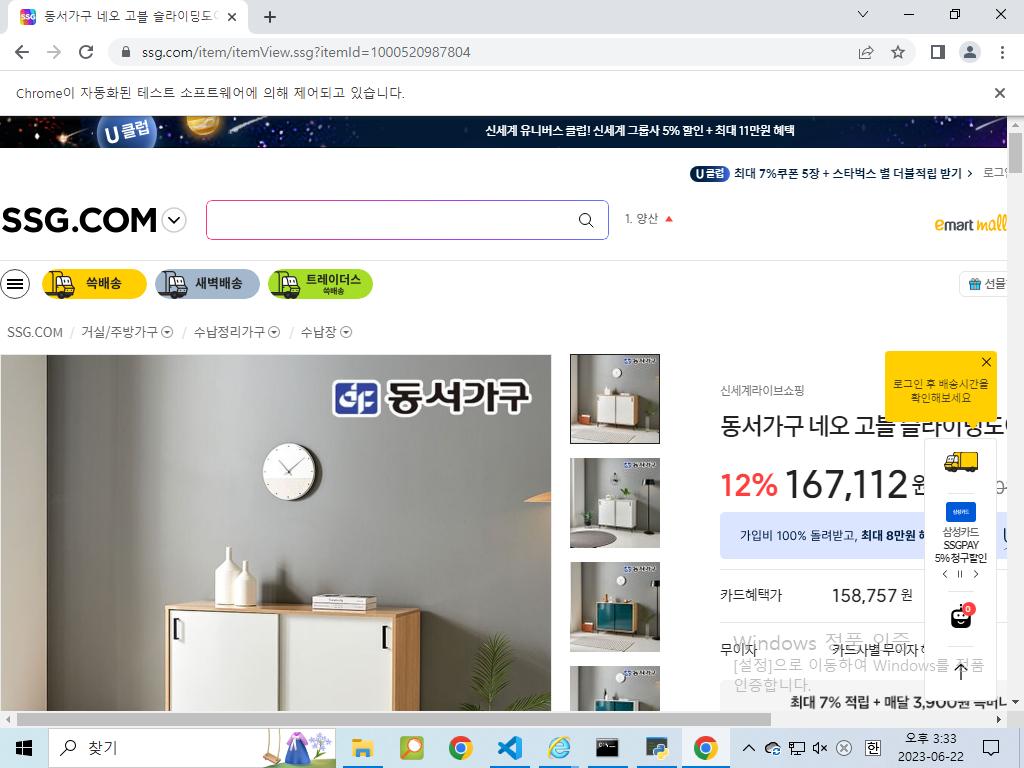 동서가구 네오 고블 슬라이딩도어
ssg.com/item/itemView.ssg?itemId=1000520987804
Chrome이 자동화된 테스트 소프트웨어에 의해 제어되고 있습니다.
U클럽
신세계 유니버스 클럽! 신세계 그룹사 5% 할인 + 최대 11만원 혜택
U클럽 최대 7%쿠폰 5장 + 스타벅스 별 더블적립 받기 > 로그인
SSG.COM
1. 양산
emart mall
쓱배송
새벽배송
트레이더스
쓱배송
선물
SSG.COM / 거실/주방가구 / 수납정리가구 / 수납장
동서가구
신세계라이브쇼핑
로그인 후 배송시간을
확인해보세요
동서가구 네오 고블 슬라이딩도어
12% 167,112 원
가입비 100% 돌려받고, 최대 8만원
삼성카드
삼성카드
SSGPAY
5% 청구할인
카드혜택가 158,757 원
0
무이자 카드사별 무이자
Windows 정품 인증
[설정]으로 이동하여 Windows를 정품
인증합니다.
최대 7% 적립 + 매달 3,900원
찾기
오후 3:33
한
2023-06-22